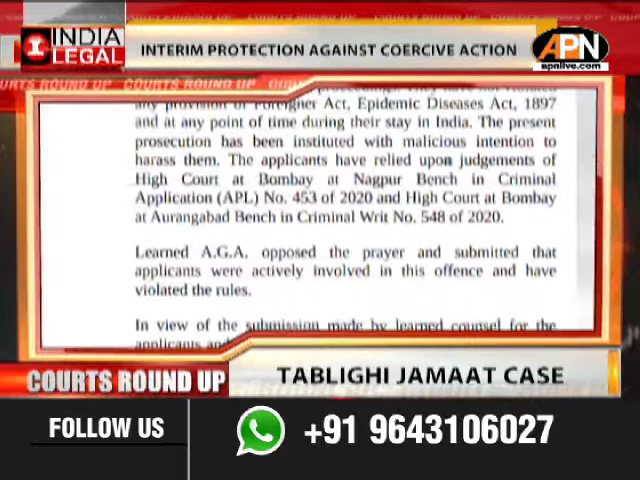 INDIA
LEGAL
INTERIM PROTECTION AGAINST COERCIVE ACTION
APN
apnlive.com
COURTS ROUND UP
any provision of Foreigner Act, Epidemic Diseases Act, 1897
and at any point of time during their stay in India. The present
prosecution has been instituted with malicious intention to
harass them. The applicants have relied upon judgements of
High Court at Bombay at Nagpur Bench in Criminal
Application (APL) No. 453 of 2020 and High Court at Bombay
at Aurangabad Bench in Criminal Writ No. 548 of 2020.
Learned A.G.A. opposed the prayer and submitted that
applicants were actively involved in this offence and have
violated the rules.
In view of the submission made by learned counsel for the
applicants and
COURTS ROUND UP
TABLIGHI JAMAAT CASE
FOLLOW US
+91 9643106027